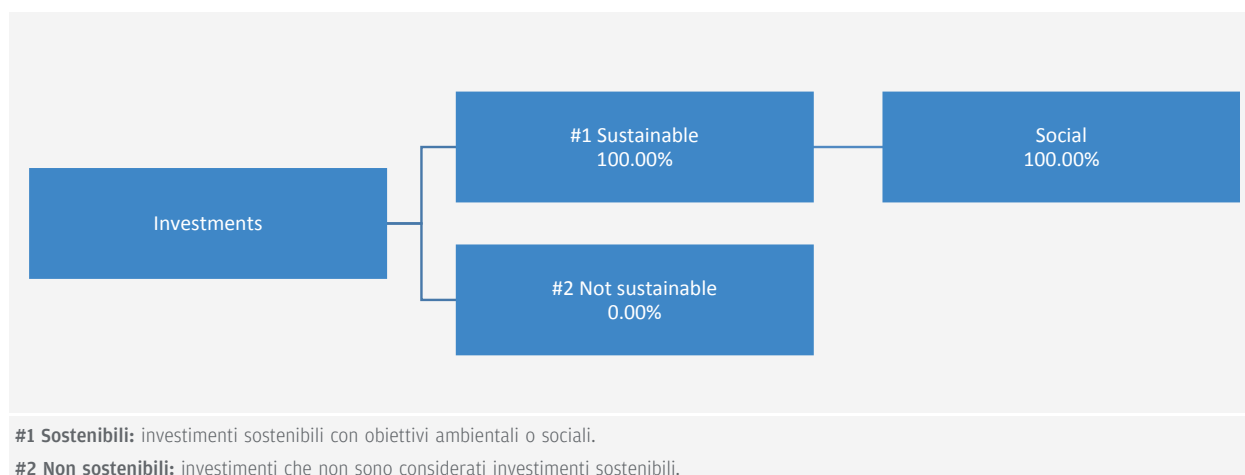 #1 Sustainable
100.00%
Social
100.00%
Investments
#2 Not sustainable
0.00%
#1 Sostenibili: investimenti sostenibili con obiettivi ambientali o sociali.
#2 Non sostenibili: investimenti che non sono considerati investimenti sostenibili.